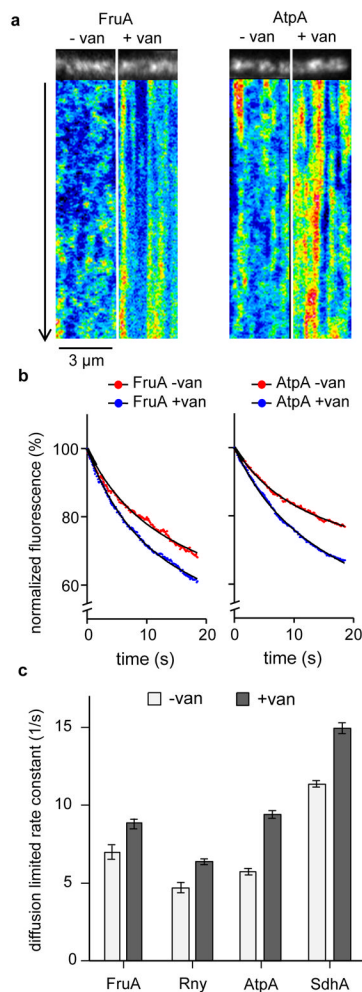 a
FruA AtpA
- van + van - van + van
3 μm
b
FruA -van AtpA -van
FruA +van AtpA +van
normalized fluorescence (%)
100
80
60
0 10 20 0 10 20
time (s) time (s)
c
-van +van
diffusion limited rate constant (1/s)
15
10
5
0
FruA Rny AtpA SdhA